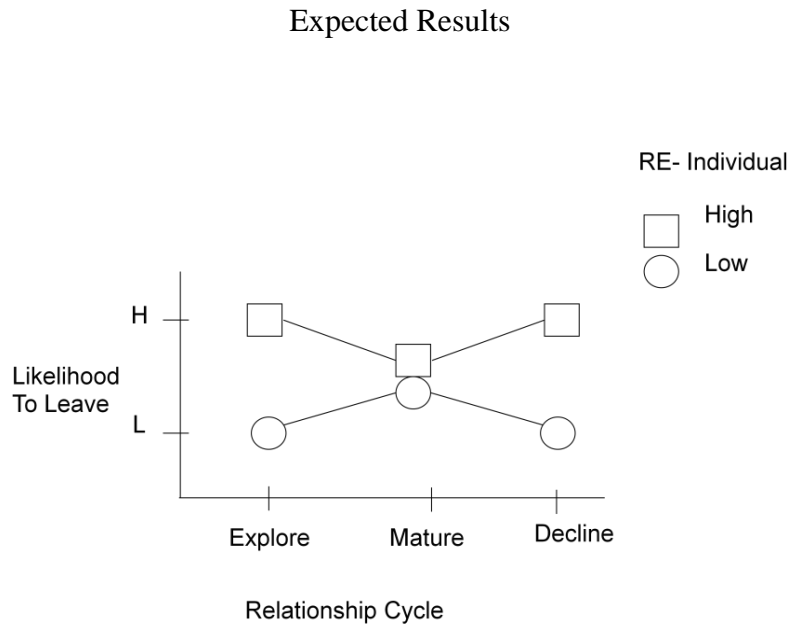 Expected Results
RE- Individual
High
Low
H
Likelihood
To Leave
L
Explore
Mature
Decline
Relationship Cycle